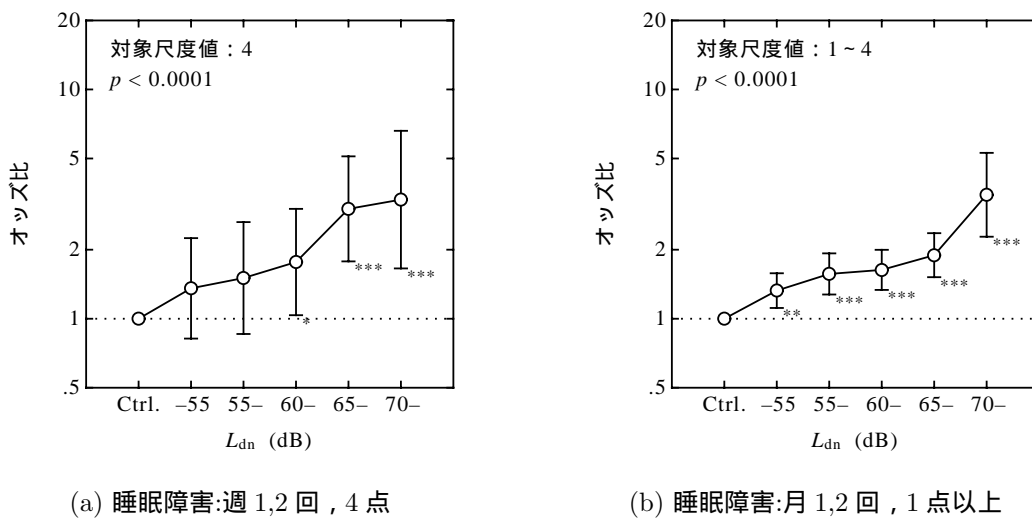 20
10
5
2
1
.5
オッズ比
対象尺度値：4
p < 0.0001
*
***
***
Ctrl. –55 55– 60– 65– 70–
Ldn (dB)
(a) 睡眠障害:週 1,2 回，4 点
20
10
5
2
1
.5
オッズ比
対象尺度値：1～4
p < 0.0001
**
***
***
***
***
Ctrl. –55 55– 60– 65– 70–
Ldn (dB)
(b) 睡眠障害:月 1,2 回，1 点以上